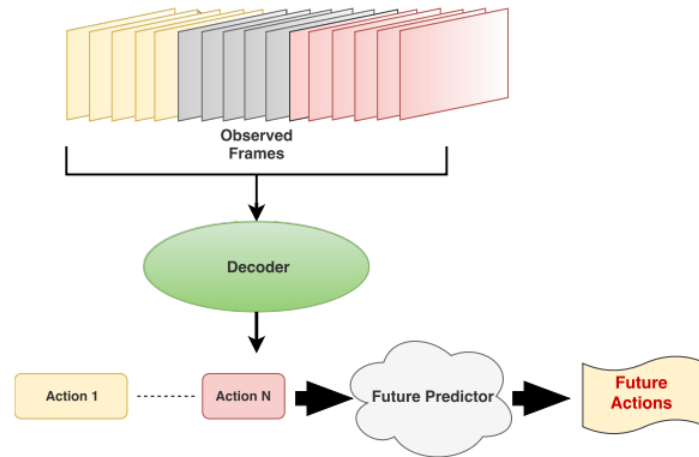 Observed
Frames
Decoder
Action 1
Action N
Future Predictor
Future
Actions